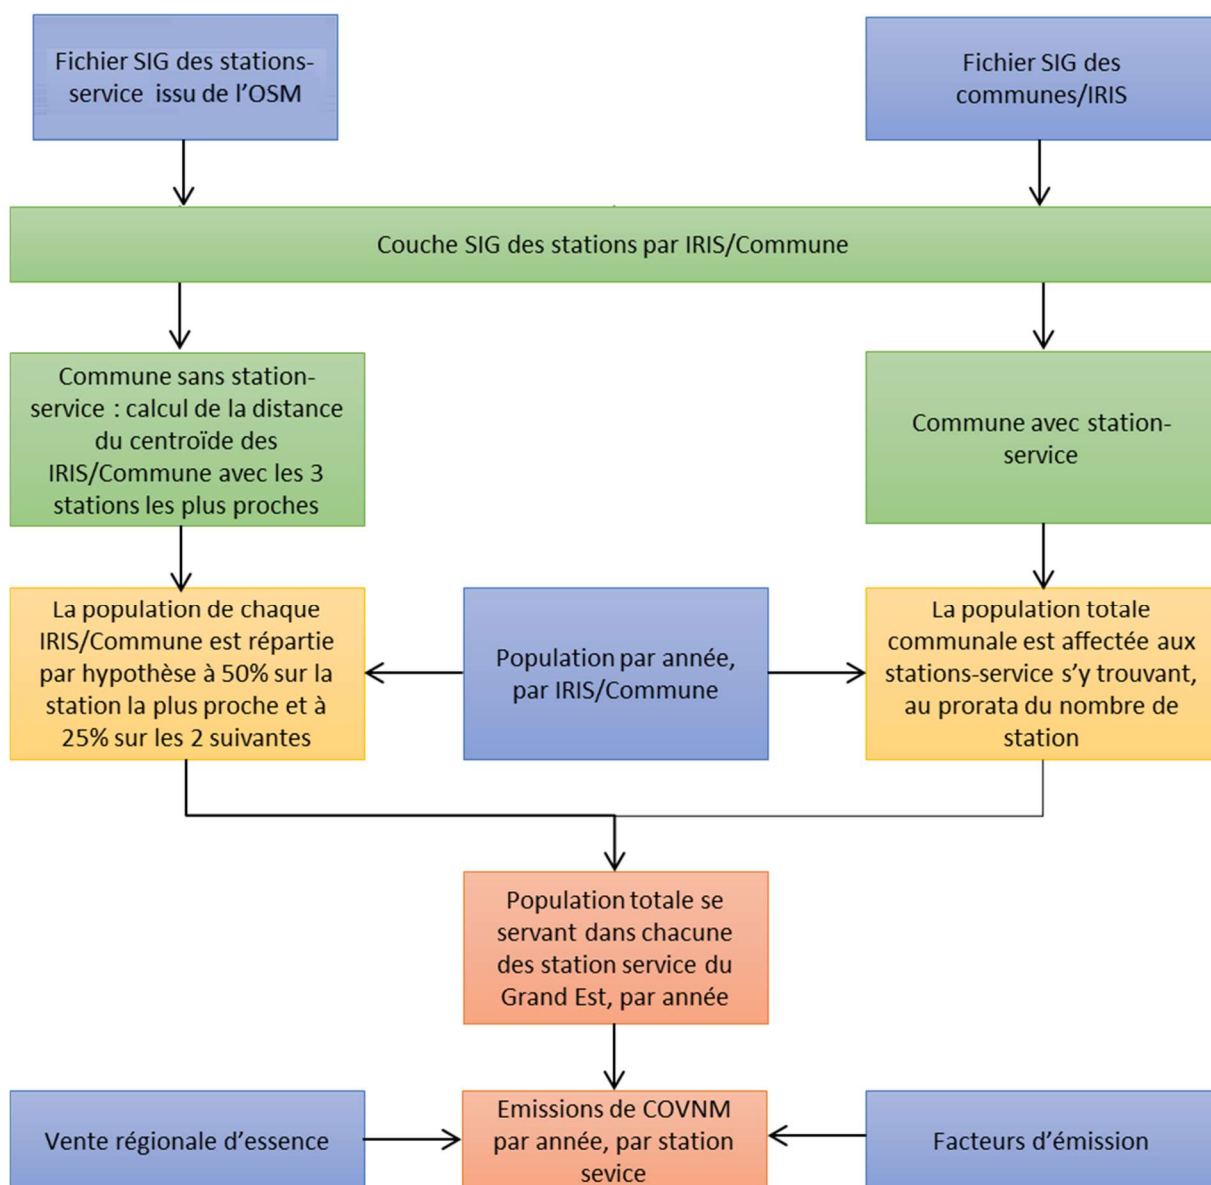 Fichier SIG des stations-
service issu de l'OSM
Fichier SIG des
communes/IRIS
Couche SIG des stations par IRIS/Commune
Commune sans station-
service : calcul de la distance
du centroïde des
IRIS/Commune avec les 3
stations les plus proches
Commune avec station-
service
La population de chaque
IRIS/Commune est répartie
par hypothèse à 50% sur la
station la plus proche et à
25% sur les 2 suivantes
Population par année,
par IRIS/Commune
La population totale
communale est affectée aux
stations-service s'y trouvant,
au prorata du nombre de
station
Population totale se
servant dans chacune
des station service du
Grand Est, par année
Vente régionale d'essence
Emissions de COVNM
par année, par station
sevice
Facteurs d'émission